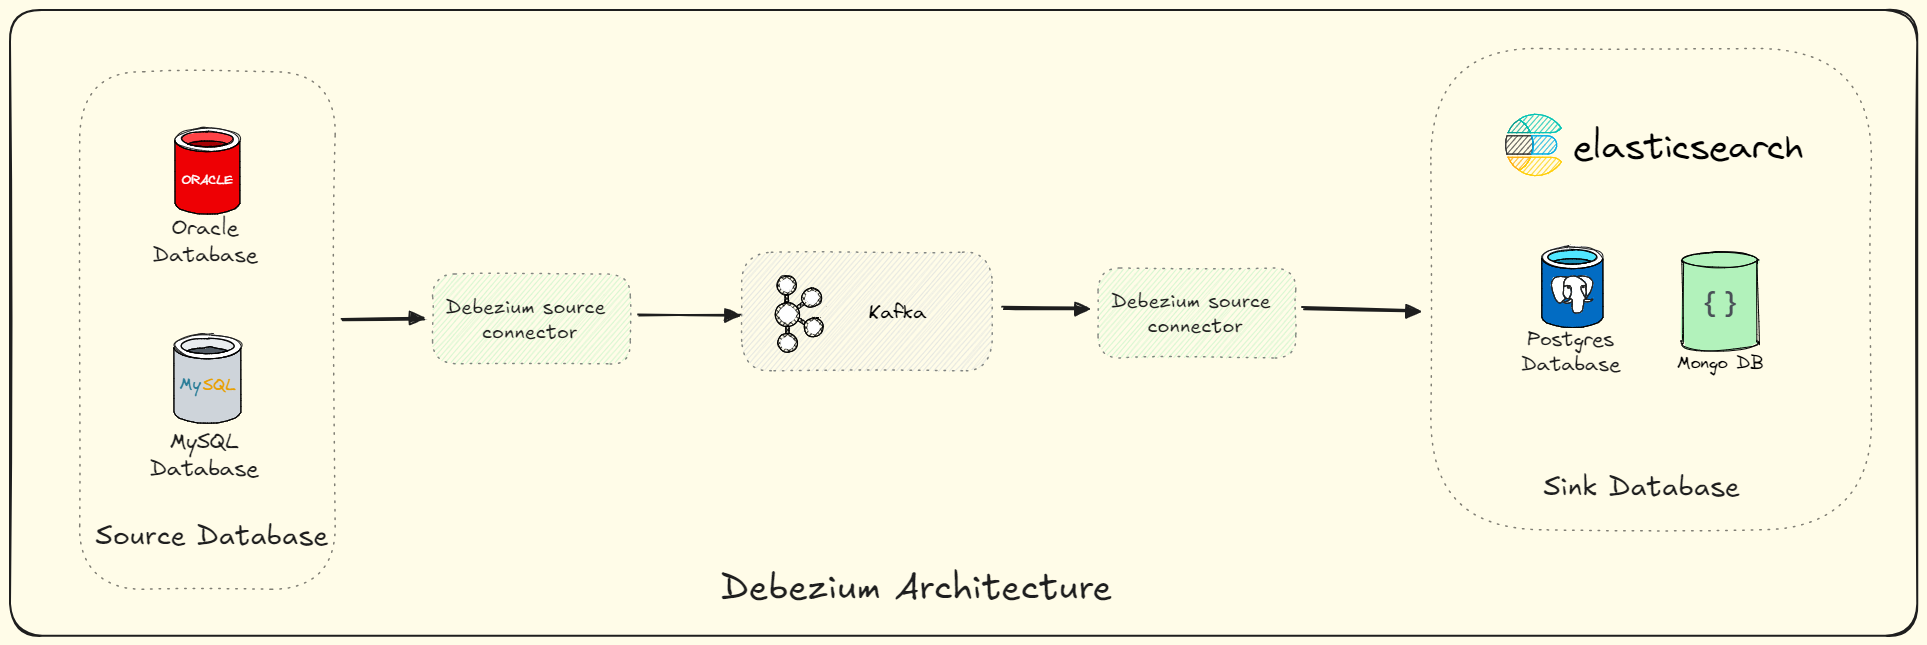 ORACLE
Oracle
Database
MySQL
MySQL
Database
Source Database
Debezium source
connector
Kafka
Debezium source
connector
elasticsearch
Postgres
Database
{ }
Mongo DB
Sink Database
Debezium Architecture